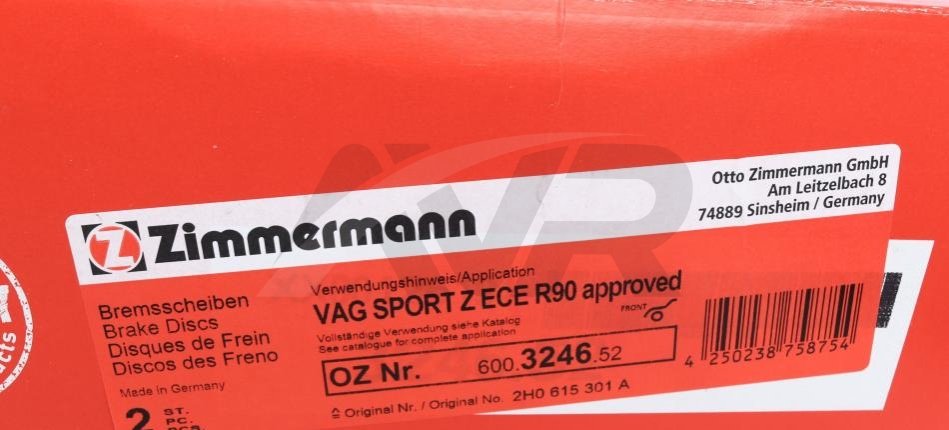 AVR
Otto Zimmermann GmbH
Am Leitzelbach 8
74889 Sinsheim / Germany
Z Zimmermann
Bremsscheiben
Brake Discs
Disques de Frein
Discos des Freno
Made in Germany
2 ST.
PC.
PCS.
Verwendungshinweis/Application
VAG SPORT Z ECE R90 approved
Vollständige Verwendung siehe Katalog
See catalogue for complete application
FRONT
OZ Nr. 600.3246.52
≙ Original Nr. / Original No. 2H0 615 301 A
4 250238 758754